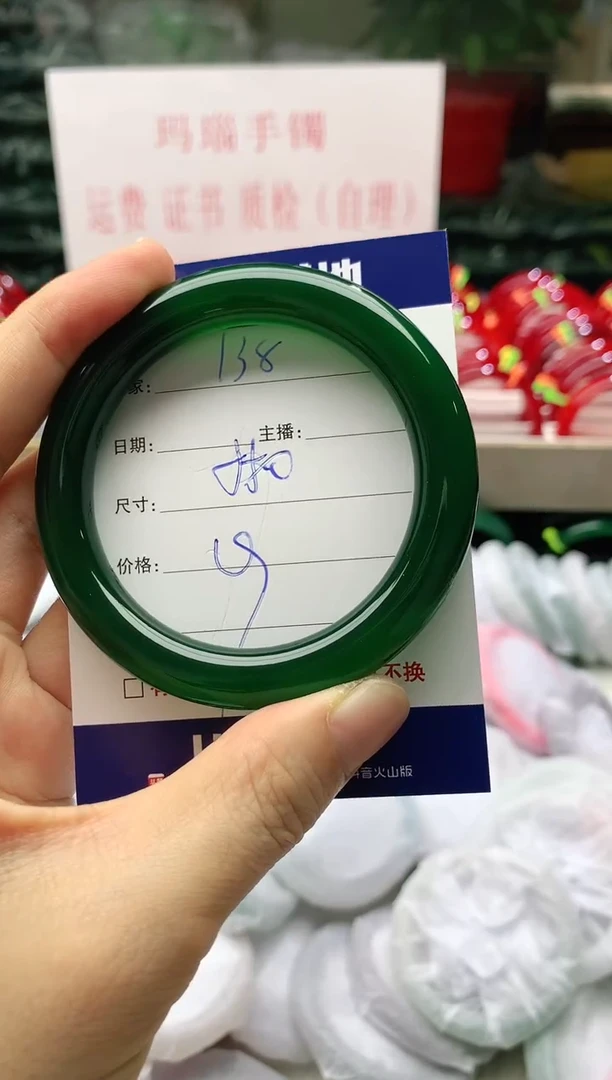 玛瑙手镯
运费 证书 质检（自理）
138
家:
日期: 主播:
尺寸:
价格:
不换
抖音火山版